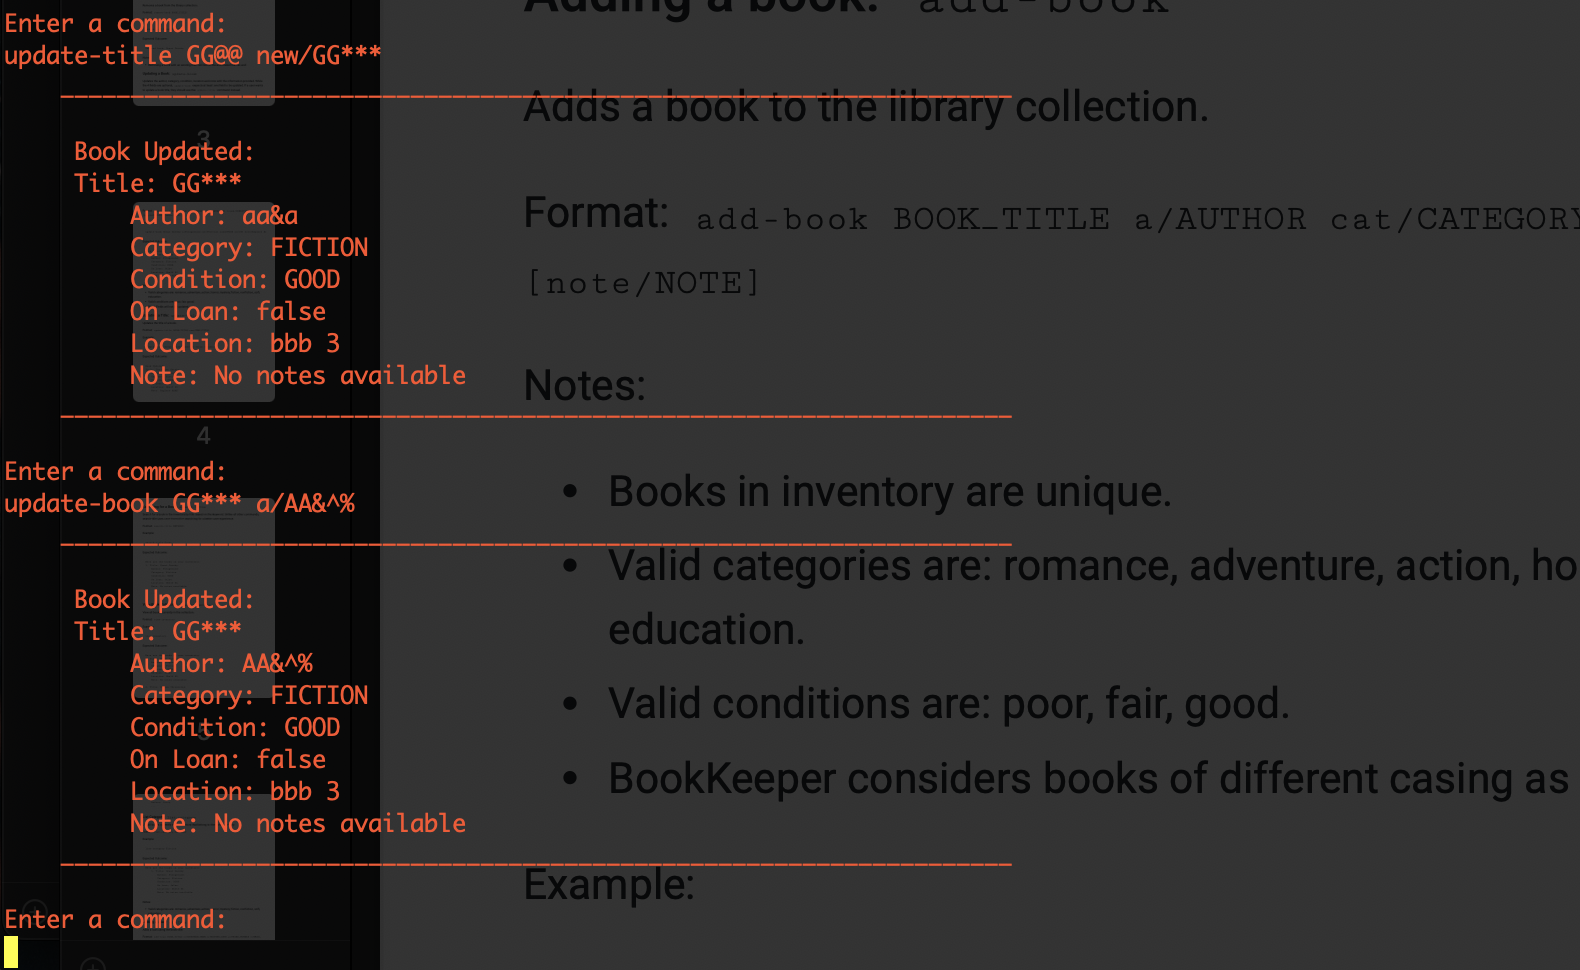 Enter a command:
update-title GG@@ new/GG***
Book Updated:
Title: GG***
Author: aa&a
Category: FICTION
Condition: GOOD
On Loan: false
Location: bbb 3
Note: No notes available
Enter a command:
update-book GG*** a/AA&^%
Book Updated:
Title: GG***
Author: AA&^%
Category: FICTION
Condition: GOOD
On Loan: false
Location: bbb 3
Note: No notes available
Enter a command:
3
4
5
Adding a book: add-book
Adds a book to the library collection.
Format: add-book BOOK_TITLE a/AUTHOR cat/CATEGORY
[note/NOTE]
Notes:
• Books in inventory are unique.
• Valid categories are: romance, adventure, action, ho
education.
• Valid conditions are: poor, fair, good.
• BookKeeper considers books of different casing as
Example: